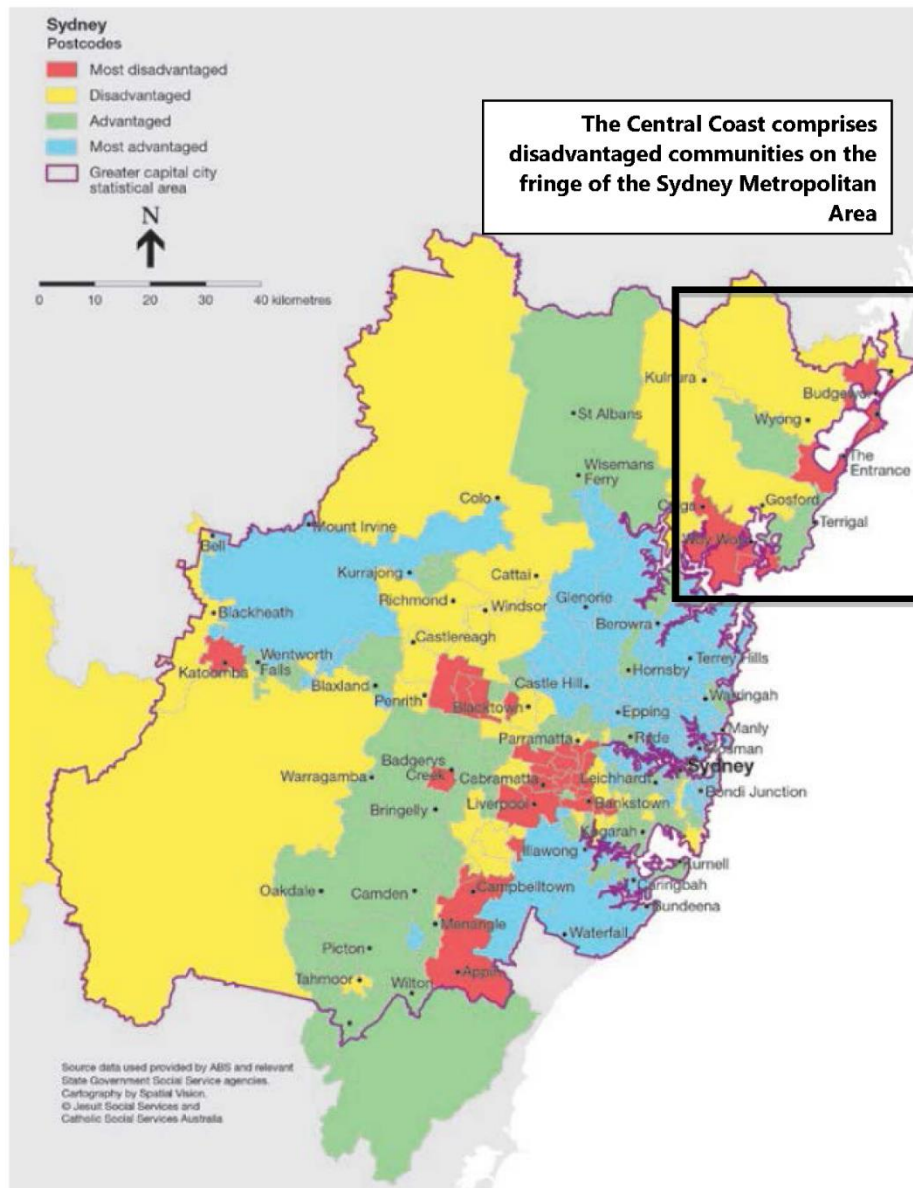 Sydney
Postcodes
Most disadvantaged
Disadvantaged
Advantaged
Most advantaged
Greater capital city
statistical area
N
0 10 20 30 40 kilometres
The Central Coast comprises
disadvantaged communities on the
fringe of the Sydney Metropolitan
Area
Kulnura
Budgewoi
St Albans
Wyong
The
Entrance
Wisemans
Ferry
Colo
Gosford
Terrigal
Mount Irvine
Woy Woy
Bell
Kurrajong
Cattai
Richmond
Windsor
Glenorie
Blackheath
Berowra
Castlereagh
Katoomba
Wentworth
Falls
Hornsby
Terrey Hills
Blaxland
Castle Hill
Penrith
Blacktown
Epping
Warringah
Parramatta
Ryde
Manly
Mosman
Sydney
Badgerys
Creek
Warragamba
Cabramatta
Leichhardt
Bondi Junction
Bringelly
Liverpool
Bankstown
Kogarah
Illawong
Kurnell
Oakdale
Camden
Campbelltown
Caringbah
Bundeena
Menangle
Waterfall
Picton
Appin
Tahmoor
Wilton
Source data used provided by ABS and relevant
State Government Social Service agencies.
Cartography by Spatial Vision.
© Jesuit Social Services and
Catholic Social Services Australia